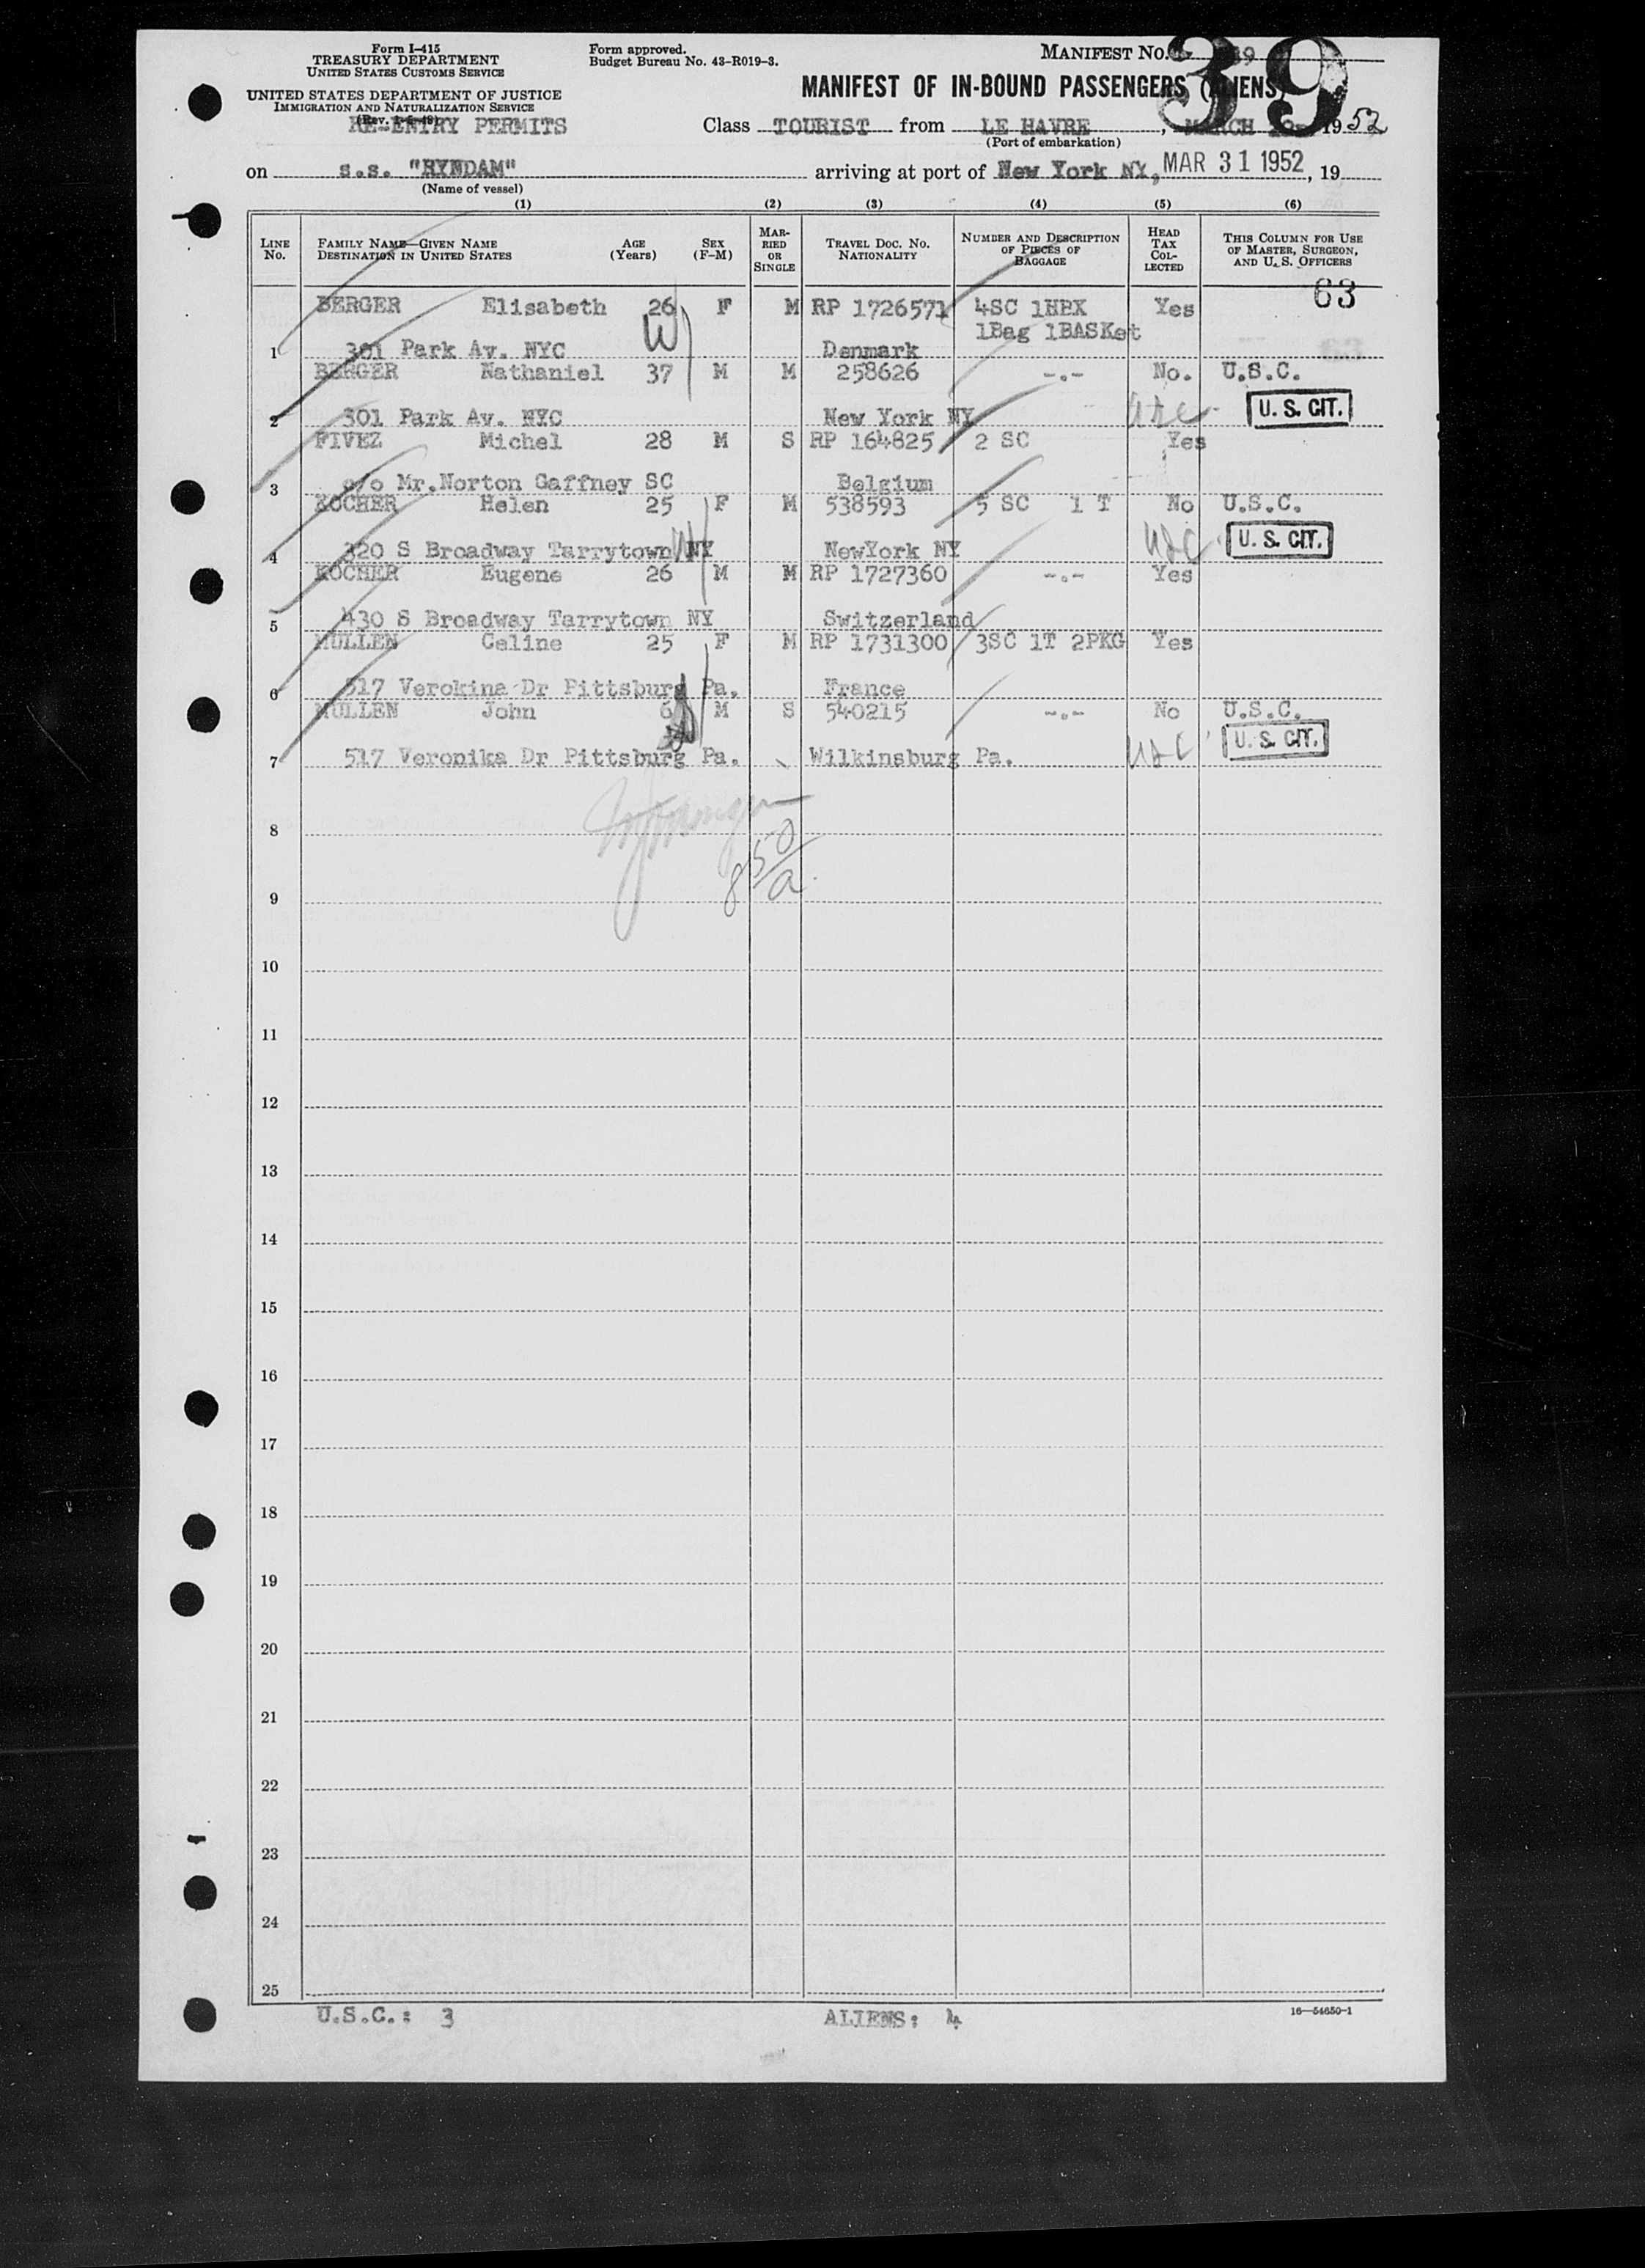 Form I-415
TREASURY DEPARTMENT
UNITED STATES CUSTOMS SERVICE
UNITED STATES DEPARTMENT OF JUSTICE
IMMIGRATION AND NATURALIZATION SERVICE
(Rev. 1-5-49)
RE-ENTRY PERMITS
Form approved.
Budget Bureau No. 43-R019-3.
MANIFEST NO. 39
MANIFEST OF IN-BOUND PASSENGERS (ALIENS)
Class TOURIST from LE HAVRE, MARCH 1952
(Port of embarkation)
on s.s. "RYNDAM" arriving at port of New York NY, MAR 31 1952, 19
(Name of vessel)
(1) (2) (3) (4) (5) (6)
LINE NO. FAMILY NAME—GIVEN NAME DESTINATION IN UNITED STATES AGE (Years) SEX (F-M) MARRIED OR SINGLE TRAVEL DOC. NO. NATIONALITY NUMBER AND DESCRIPTION OF PIECES OF BAGGAGE HEAD TAX COLLECTED THIS COLUMN FOR USE OF MASTER, SURGEON, AND U. S. OFFICERS
63
BERGER Elisabeth 26 F M RP 1726571 4SC 1HBX Yes
1Bag 1BASKet
1 301 Park Av. NYC Denmark
BERGER Nathaniel 37 M M 258626 -.- No. U.S.C.
2 301 Park Av. NYC New York NY usc U. S. CIT.
FIVEZ Michel 28 M S RP 164825 2 SC Yes
3 c/o Mr.Norton Gaffney SC Belgium
KOCHER Helen 25 F M 538593 5 SC 1 T No U.S.C.
4 320 S Broadway Tarrytown NY NewYork NY usc U. S. CIT.
KOCHER Eugene 26 M M RP 1727360 -.- Yes
5 430 S Broadway Tarrytown NY Switzerland
MULLEN Celine 25 F M RP 1731300 3SC 1T 2PKG Yes
6 517 Verokina Dr Pittsburg Pa. France
MULLEN John 6 M S 540215 -.- No U.S.C.
7 517 Veronika Dr Pittsburg Pa. Wilkinsburg Pa. usc U. S. CIT.
8
850/a
9
10
11
12
13
14
15
16
17
18
19
20
21
22
23
24
25
U.S.C.: 3 ALIENS: 4 16—54650-1